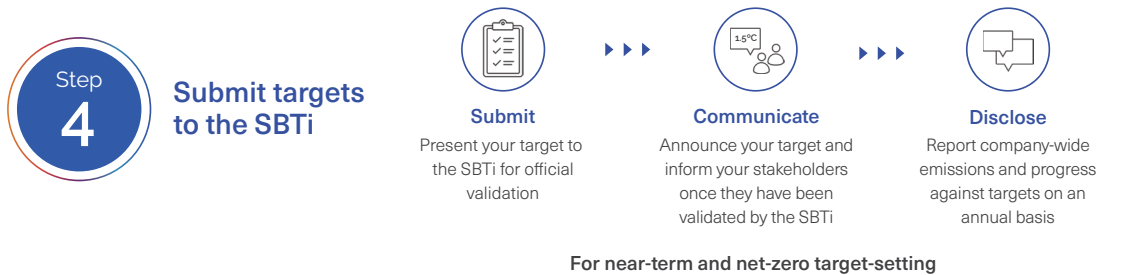 Step
4
Submit targets
to the SBTi
Submit
Present your target to
the SBTi for official
validation
1.5°C
Communicate
Announce your target and
inform your stakeholders
once they have been
validated by the SBTi
Disclose
Report company-wide
emissions and progress
against targets on an
annual basis
For near-term and net-zero target-setting